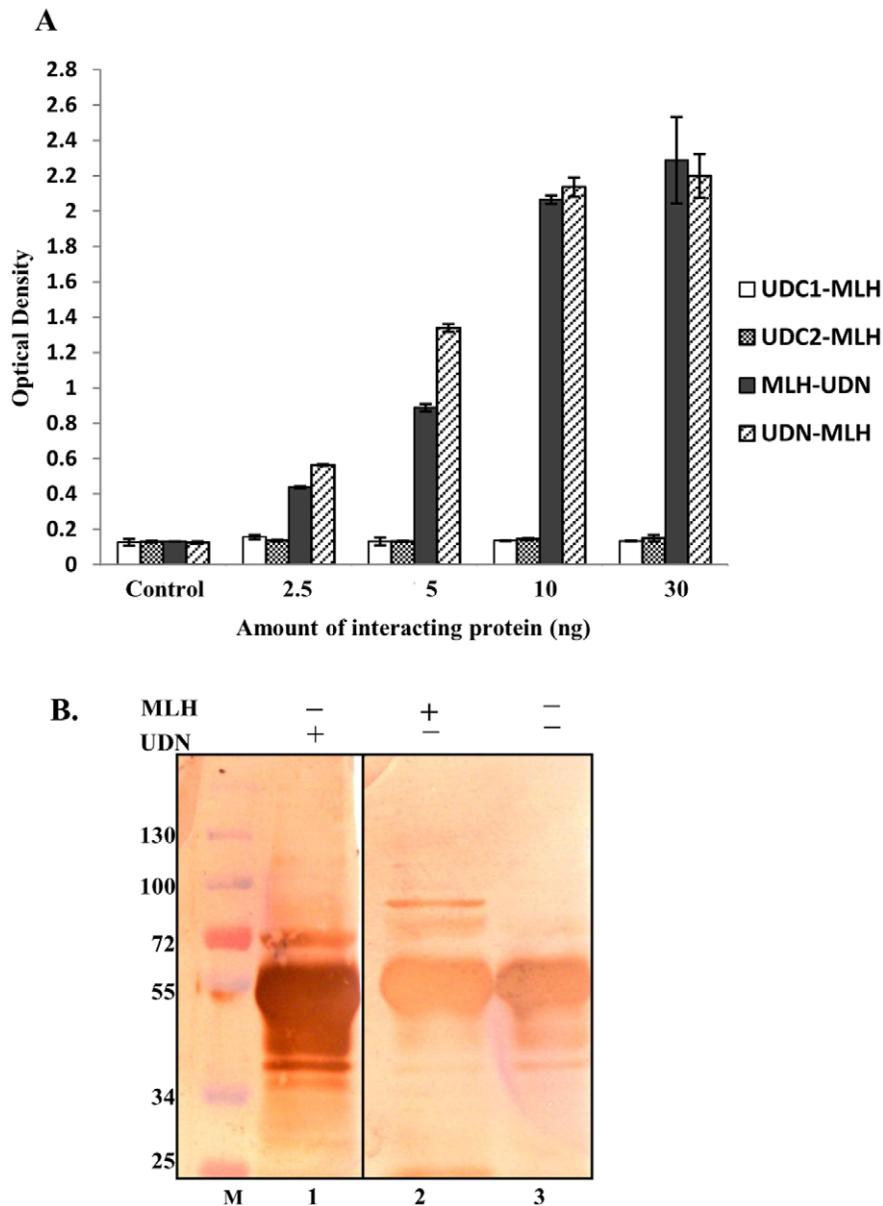 A
2.8
2.6
2.4
2.2
2
1.8
1.6
1.4
1.2
1
0.8
0.6
0.4
0.2
0
Optical Density
Control 2.5 5 10 30
Amount of interacting protein (ng)
UDC1-MLH
UDC2-MLH
MLH-UDN
UDN-MLH
B.
MLH − + −
UDN + − −
130
100
72
55
34
25
M 1 2 3